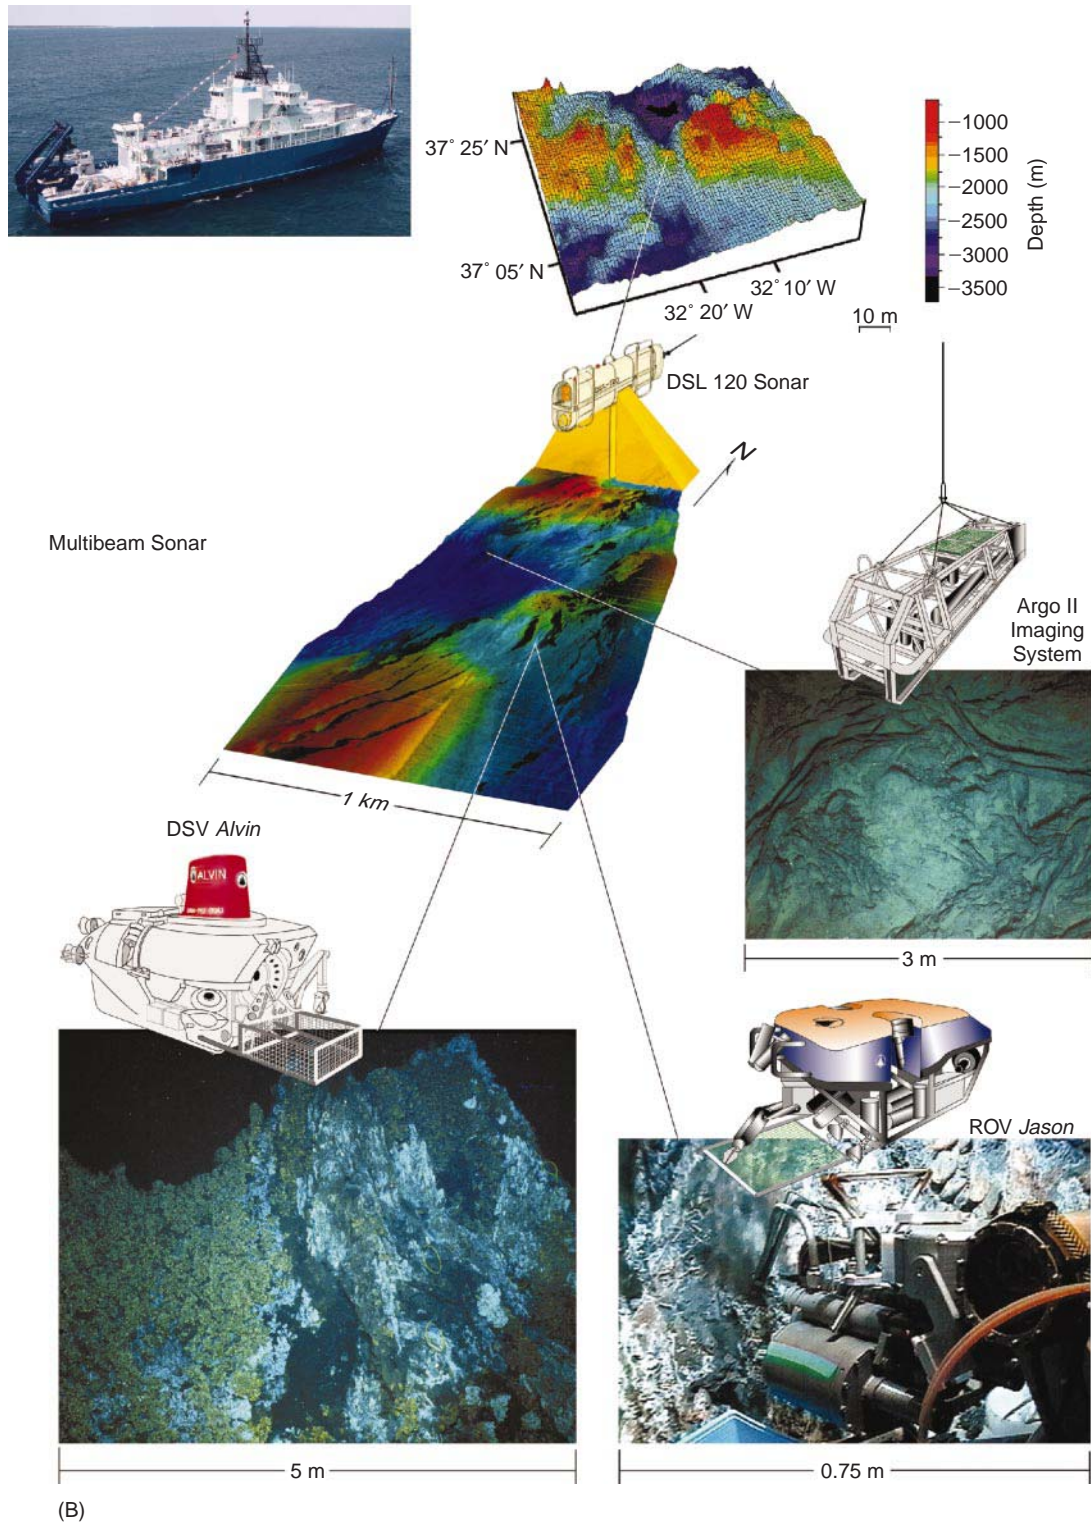 37° 25′ N
37° 05′ N
32° 20′ W
32° 10′ W
−1000
−1500
−2000
−2500
−3000
−3500
Depth (m)
10 m
DSL 120 Sonar
N
Multibeam Sonar
Argo II
Imaging
System
1 km
3 m
DSV Alvin
ALVIN
ROV Jason
5 m
0.75 m
(B)